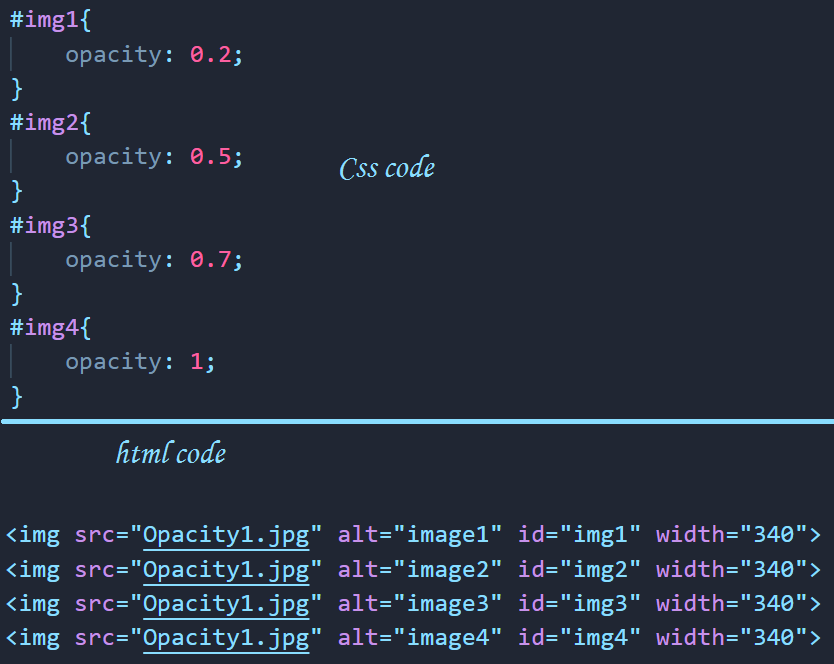 #img1{
opacity: 0.2;
}
#img2{
opacity: 0.5;
}
Css code
#img3{
opacity: 0.7;
}
#img4{
opacity: 1;
}
html code
<img src="Opacity1.jpg" alt="image1" id="img1" width="340">
<img src="Opacity1.jpg" alt="image2" id="img2" width="340">
<img src="Opacity1.jpg" alt="image3" id="img3" width="340">
<img src="Opacity1.jpg" alt="image4" id="img4" width="340">